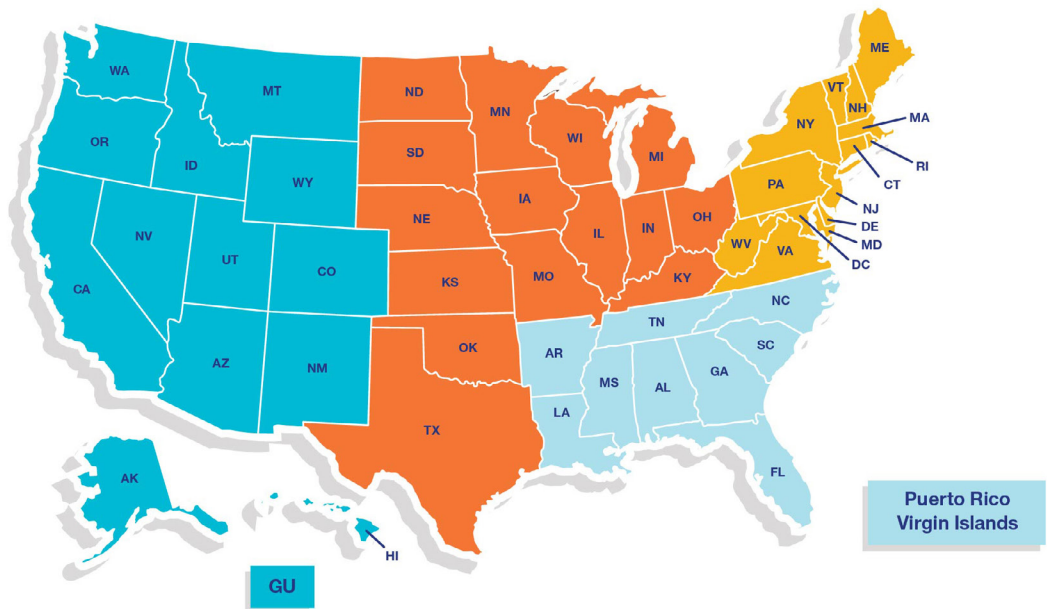 WA
MT
ND
MN
ME
VT
NH
NY
MA
OR
ID
SD
WI
MI
RI
CT
WY
PA
NE
IA
NJ
NV
UT
CO
IL
IN
OH
WV
VA
DE
MD
DC
CA
KS
MO
KY
NC
TN
AZ
NM
OK
AR
SC
MS
AL
GA
TX
LA
FL
AK
HI
Puerto Rico
Virgin Islands
GU